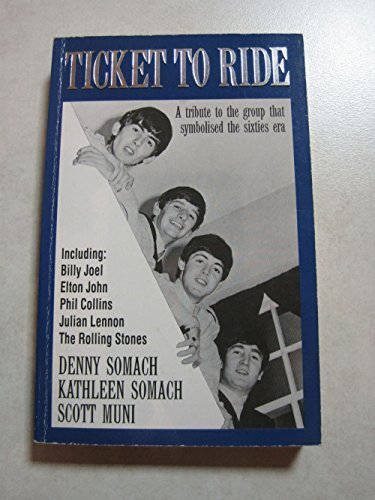 TICKET TO RIDE
A tribute to the group that
symbolised the sixties era
Including:
Billy Joel
Elton John
Phil Collins
Julian Lennon
The Rolling Stones
DENNY SOMACH
KATHLEEN SOMACH
SCOTT MUNI